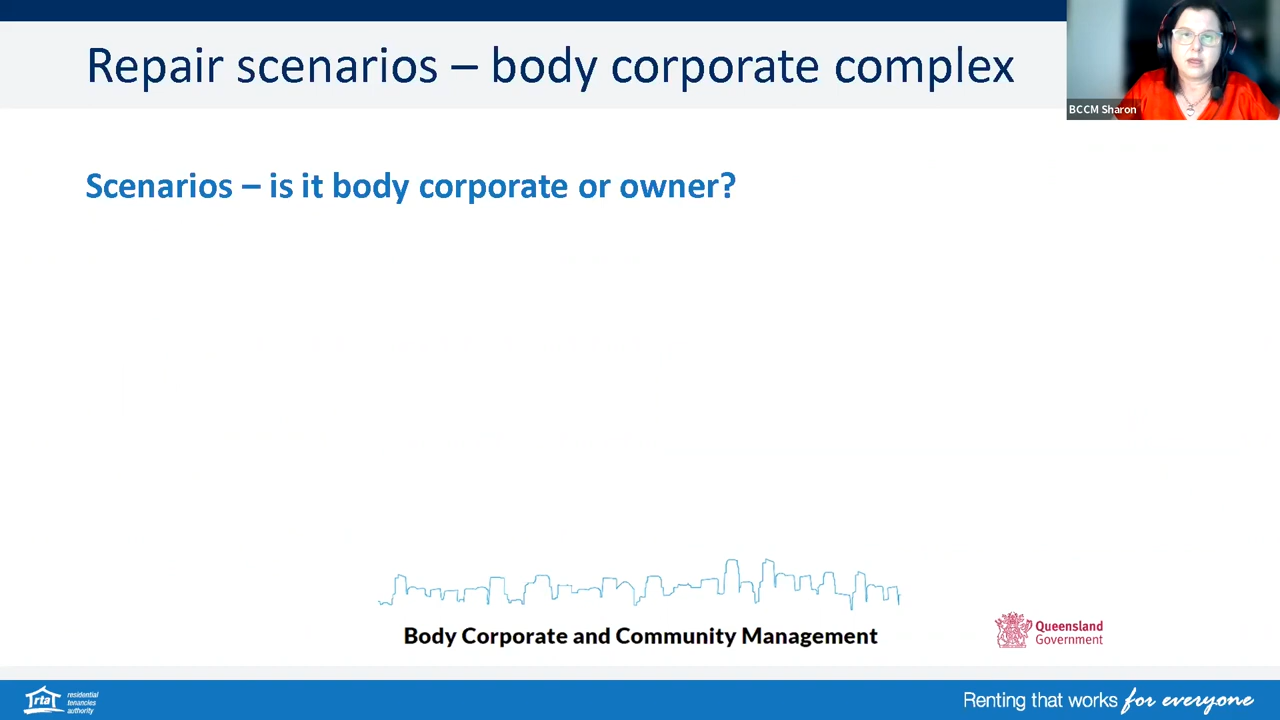 Repair scenarios – body corporate complex
BCCM Sharon
Scenarios – is it body corporate or owner?
Body Corporate and Community Management
Queensland
Government
rta
residential
tenancies
authority
Renting that works for everyone